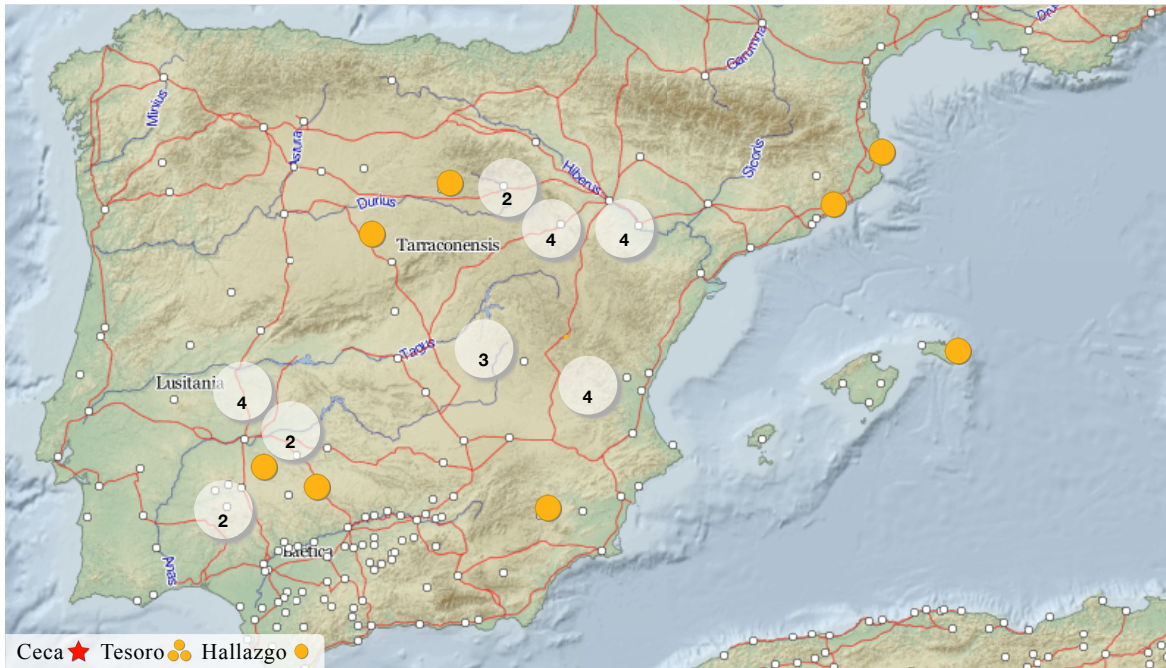 Garumna
Dru
Minius
Astura
Hiberus
Sicoris
2
Durius
4
4
Tarraconensis
Tagus
3
Lusitania
4
4
2
2
Baetica
Anas
Ceca Tesoro Hallazgo